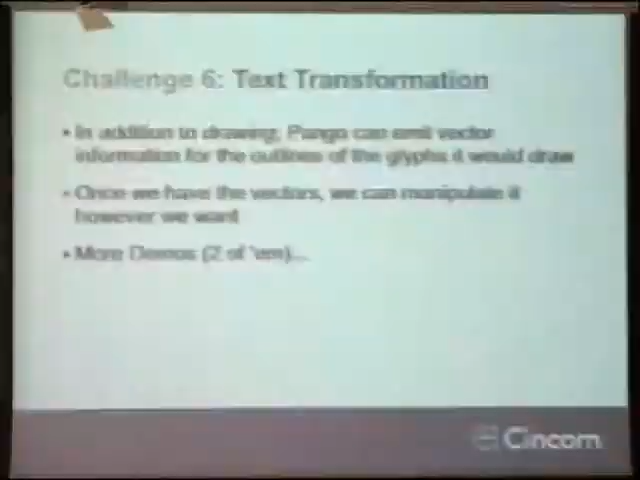 Challenge 6: Text Transformation
• In addition to drawing, Pango can emit vector
information for the outlines of the glyphs it would draw
• Once we have the vectors, we can manipulate it
however we want
• More Demos (2 of 'em)...
Cincom